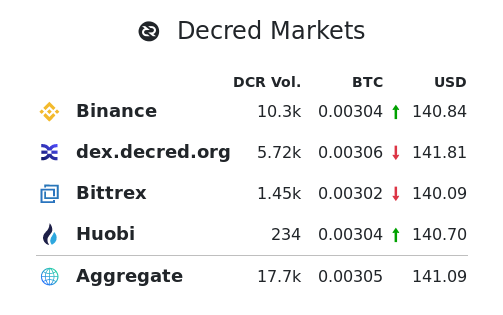 Decred Markets
DCR Vol. BTC USD
Binance 10.3k 0.00304 140.84
dex.decred.org 5.72k 0.00306 141.81
Bittrex 1.45k 0.00302 140.09
Huobi 234 0.00304 140.70
Aggregate 17.7k 0.00305 141.09